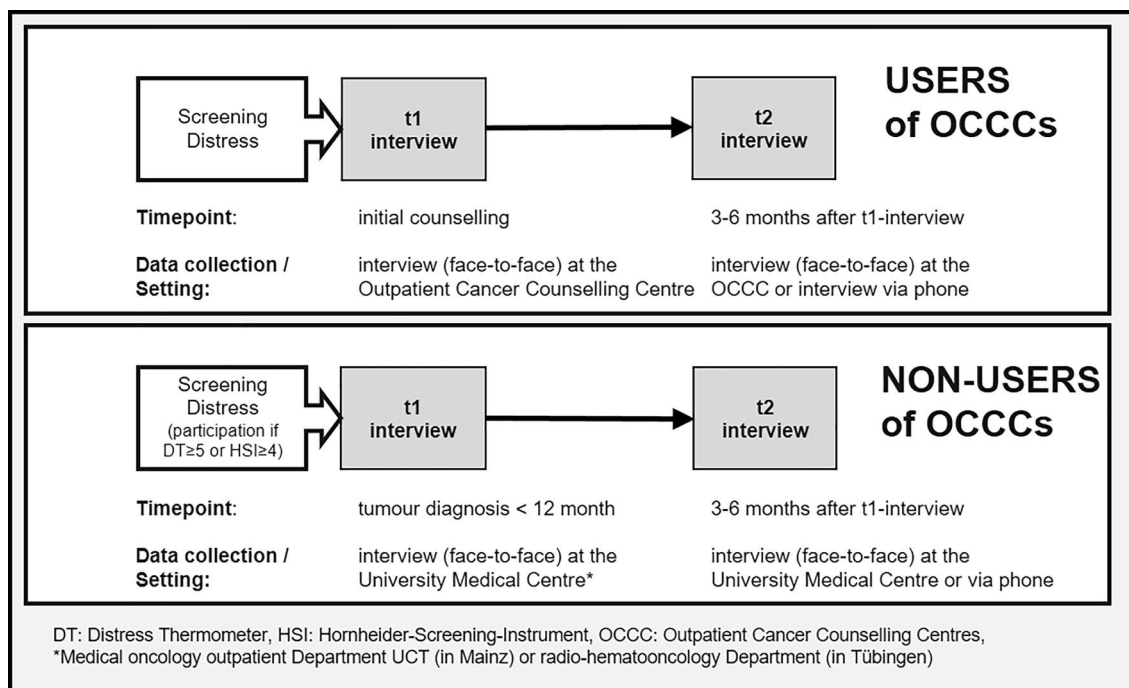 Screening
Distress
t1
interview
t2
interview
USERS
of OCCCs
Timepoint: initial counselling 3-6 months after t1-interview
Data collection / interview (face-to-face) at the interview (face-to-face) at the
Setting: Outpatient Cancer Counselling Centre OCCC or interview via phone
Screening
Distress
(participation if
DT≥5 or HSI≥4)
t1
interview
t2
interview
NON-USERS
of OCCCs
Timepoint: tumour diagnosis < 12 month 3-6 months after t1-interview
Data collection / interview (face-to-face) at the interview (face-to-face) at the
Setting: University Medical Centre* University Medical Centre or via phone
DT: Distress Thermometer, HSI: Hornheider-Screening-Instrument, OCCC: Outpatient Cancer Counselling Centres,
*Medical oncology outpatient Department UCT (in Mainz) or radio-hematooncology Department (in Tübingen)